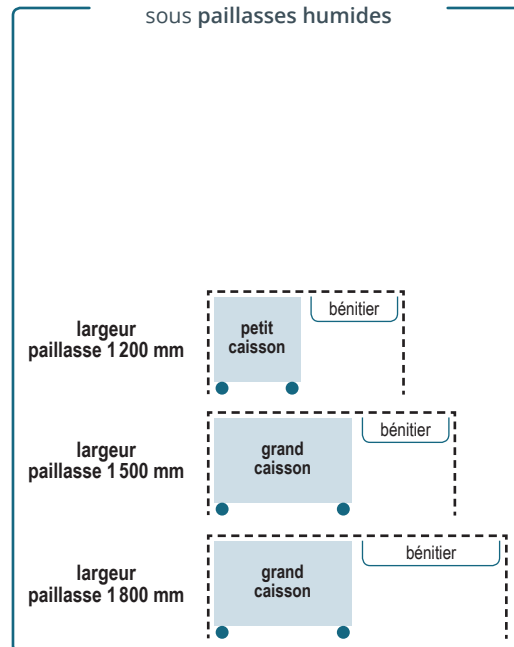 sous paillasses humides
largeur
paillasse 1 200 mm
petit
caisson
bénitier
largeur
paillasse 1 500 mm
grand
caisson
bénitier
largeur
paillasse 1 800 mm
grand
caisson
bénitier